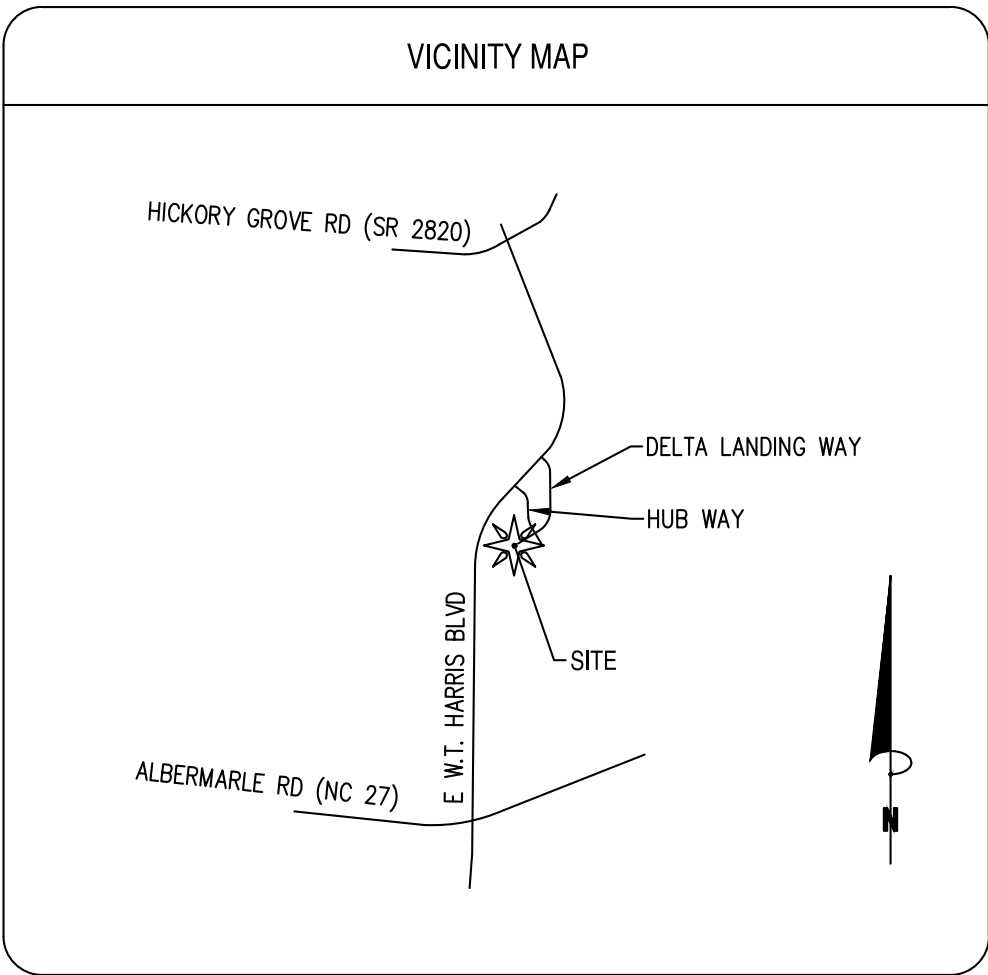 VICINITY MAP
HICKORY GROVE RD (SR 2820)
DELTA LANDING WAY
HUB WAY
E W.T. HARRIS BLVD
SITE
ALBERMARLE RD (NC 27)
N